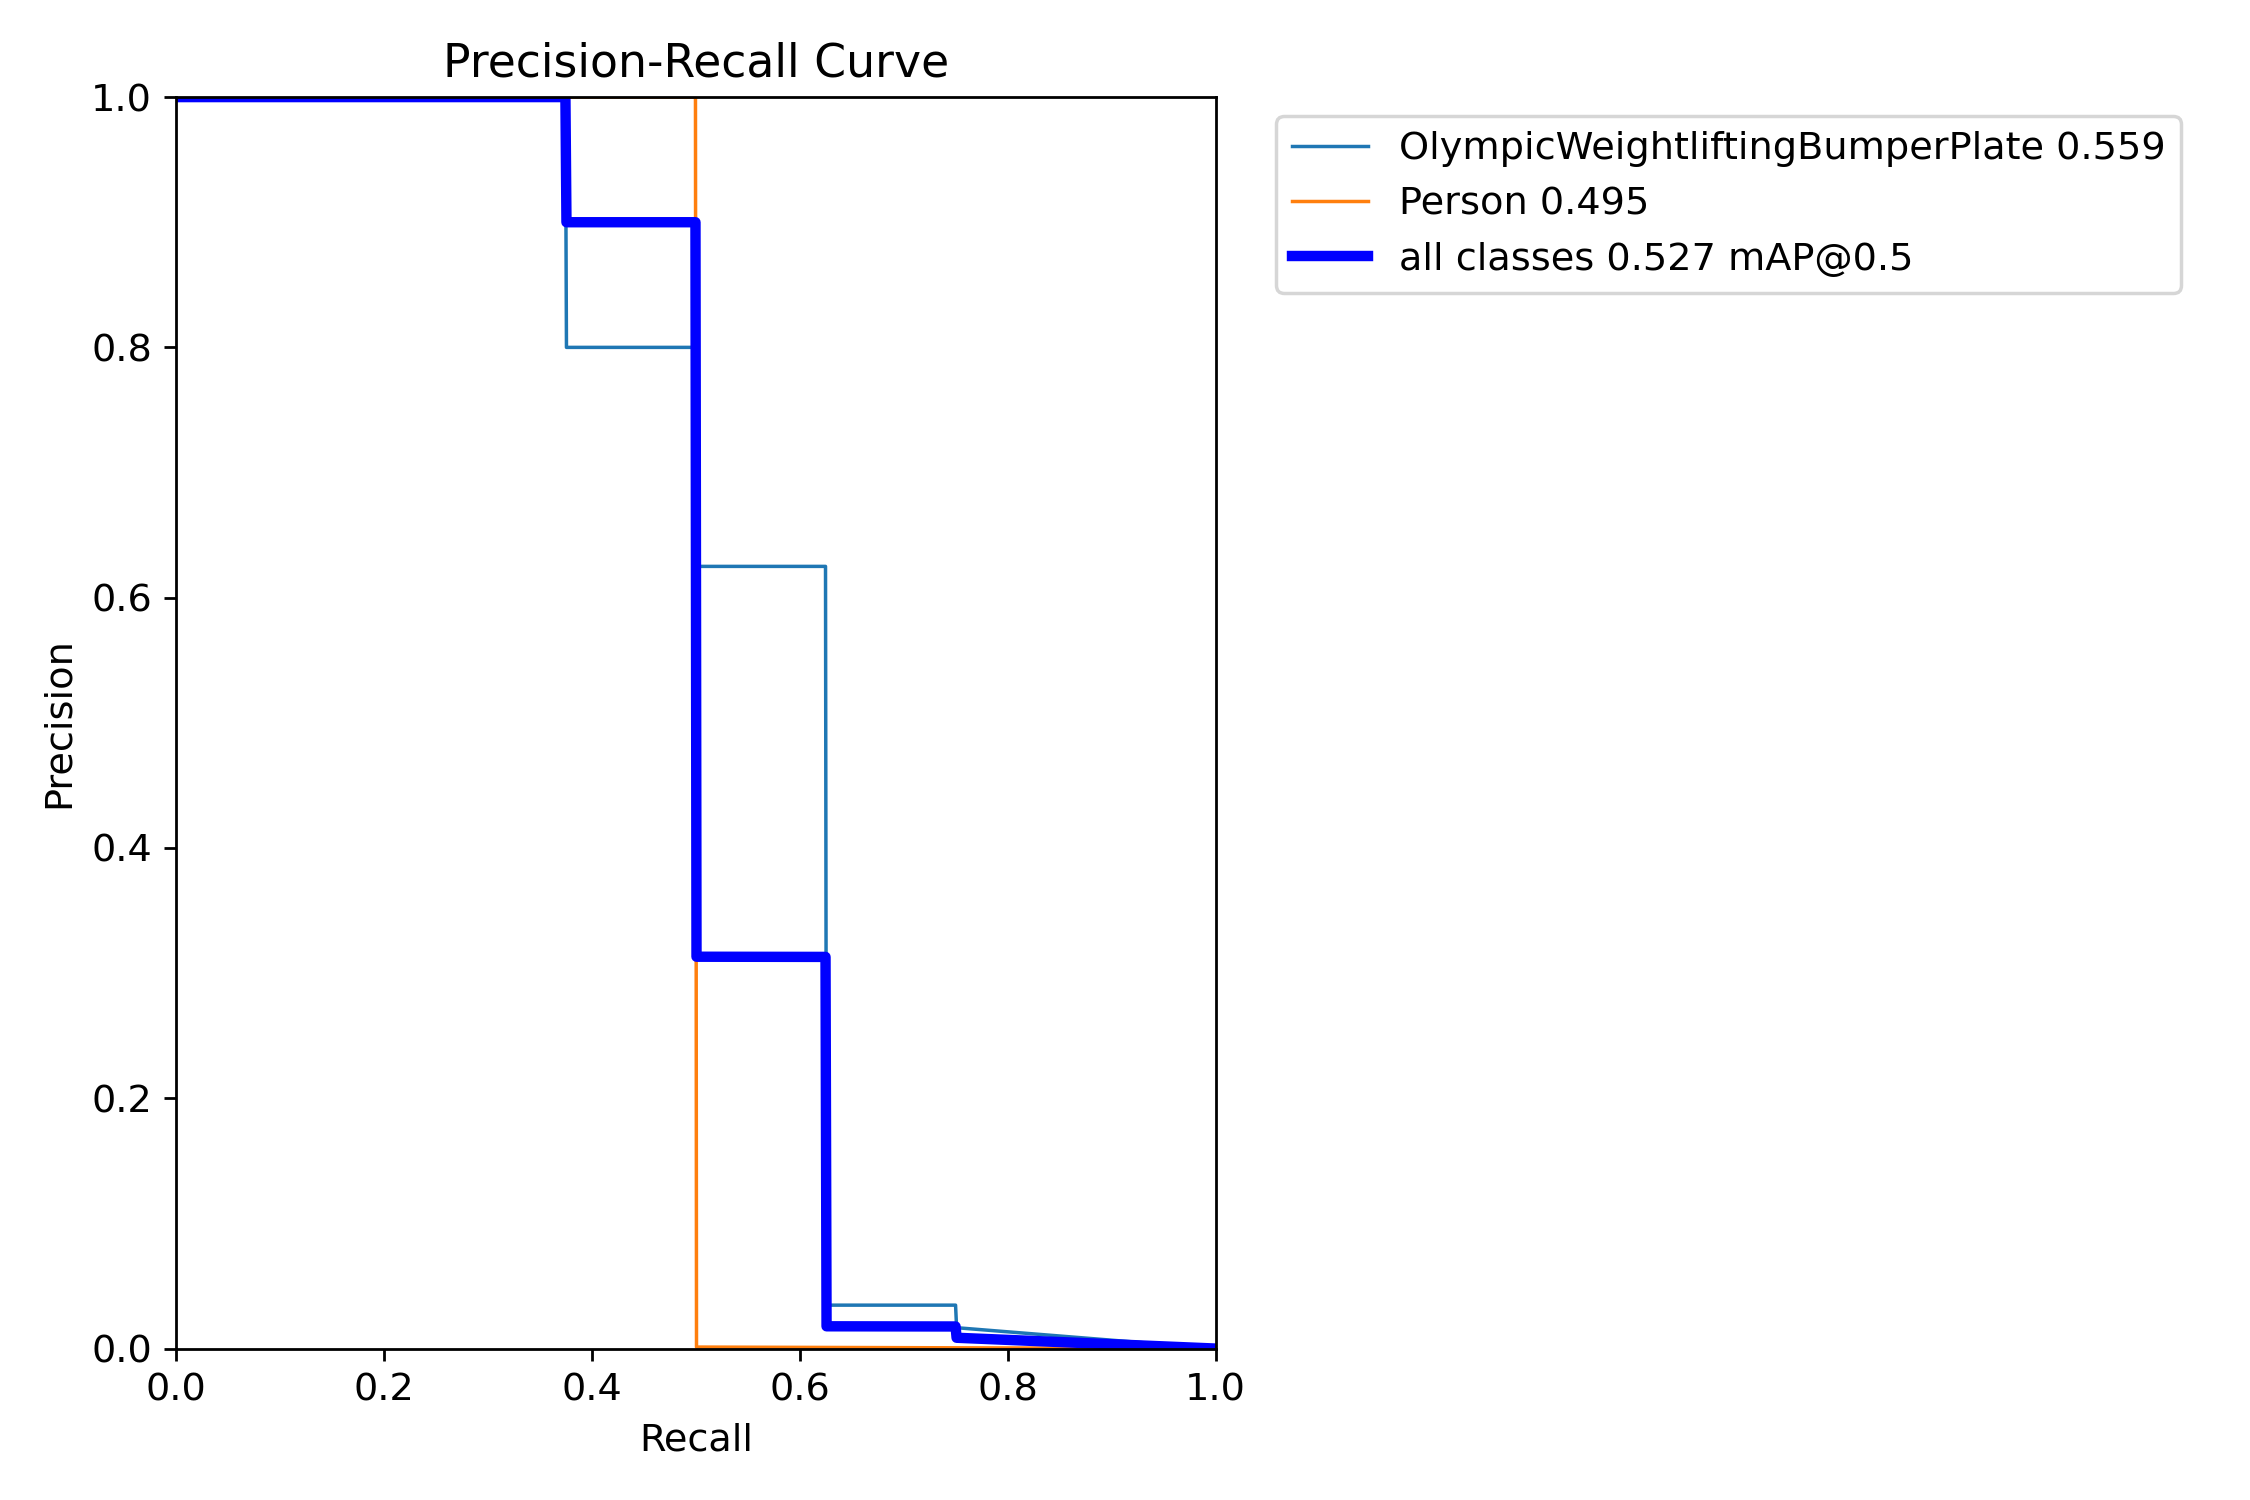 Precision-Recall Curve
OlympicWeightliftingBumperPlate 0.559
Person 0.495
all classes 0.527 mAP@0.5
Precision
1.0
0.8
0.6
0.4
0.2
0.0
0.0 0.2 0.4 0.6 0.8 1.0
Recall